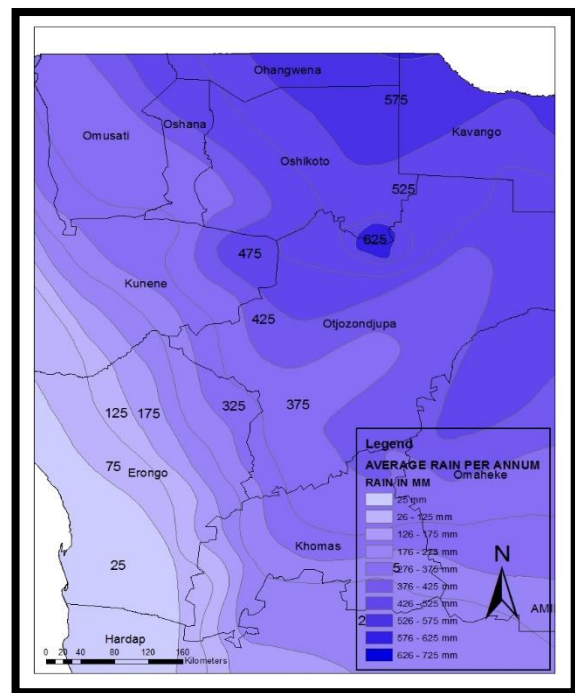 Ohangwena
575
Oshana
Omusati
Kavango
Oshikoto
525
625
475
Kunene
425
Otjozondjupa
125 175
325
375
75
Erongo
Legend
AVERAGE RAIN PER ANNUM
RAIN IN MM
Omaheke
25 mm
26 - 125 mm
126 - 175 mm
176 - 275 mm
276 - 375 mm
376 - 425 mm
426 - 525 mm
526 - 575 mm
576 - 625 mm
626 - 725 mm
Khomas
N
25
5
2
AMI
Hardap
0 20 40 80 120 160
Kilometers